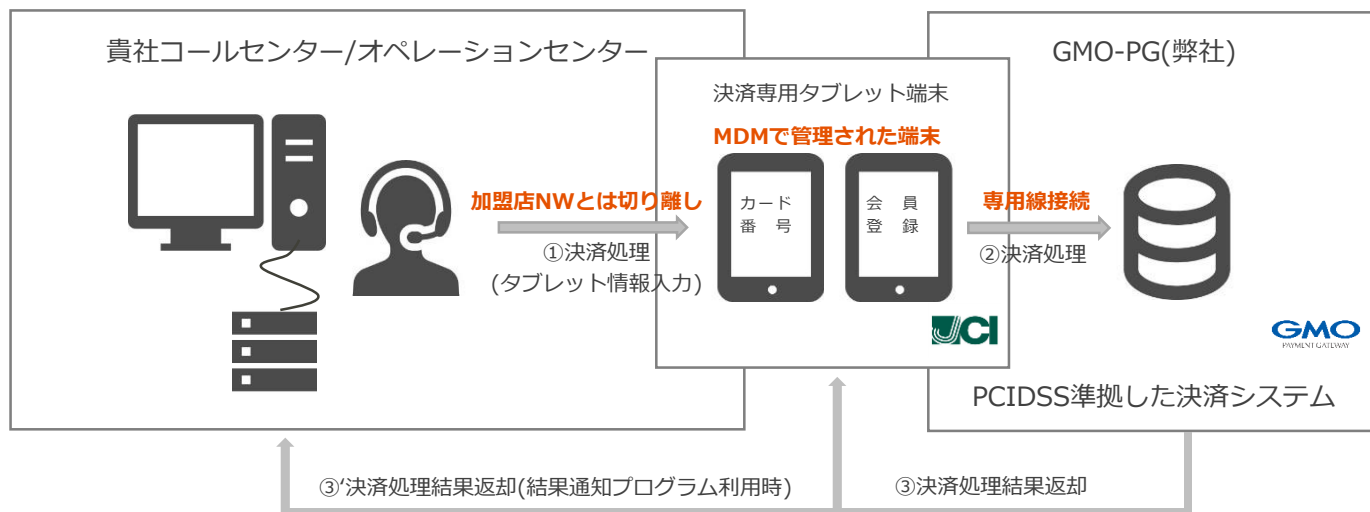 貴社コールセンター/オペレーションセンター
GMO-PG(弊社)
決済専用タブレット端末
MDMで管理された端末
加盟店NWとは切り離し
①決済処理
(タブレット情報入力)
カード
番 号
会 員
登 録
専用線接続
②決済処理
JCI
GMO
PAYMENT GATEWAY
PCIDSS準拠した決済システム
③‘決済処理結果返却(結果通知プログラム利用時)
③決済処理結果返却